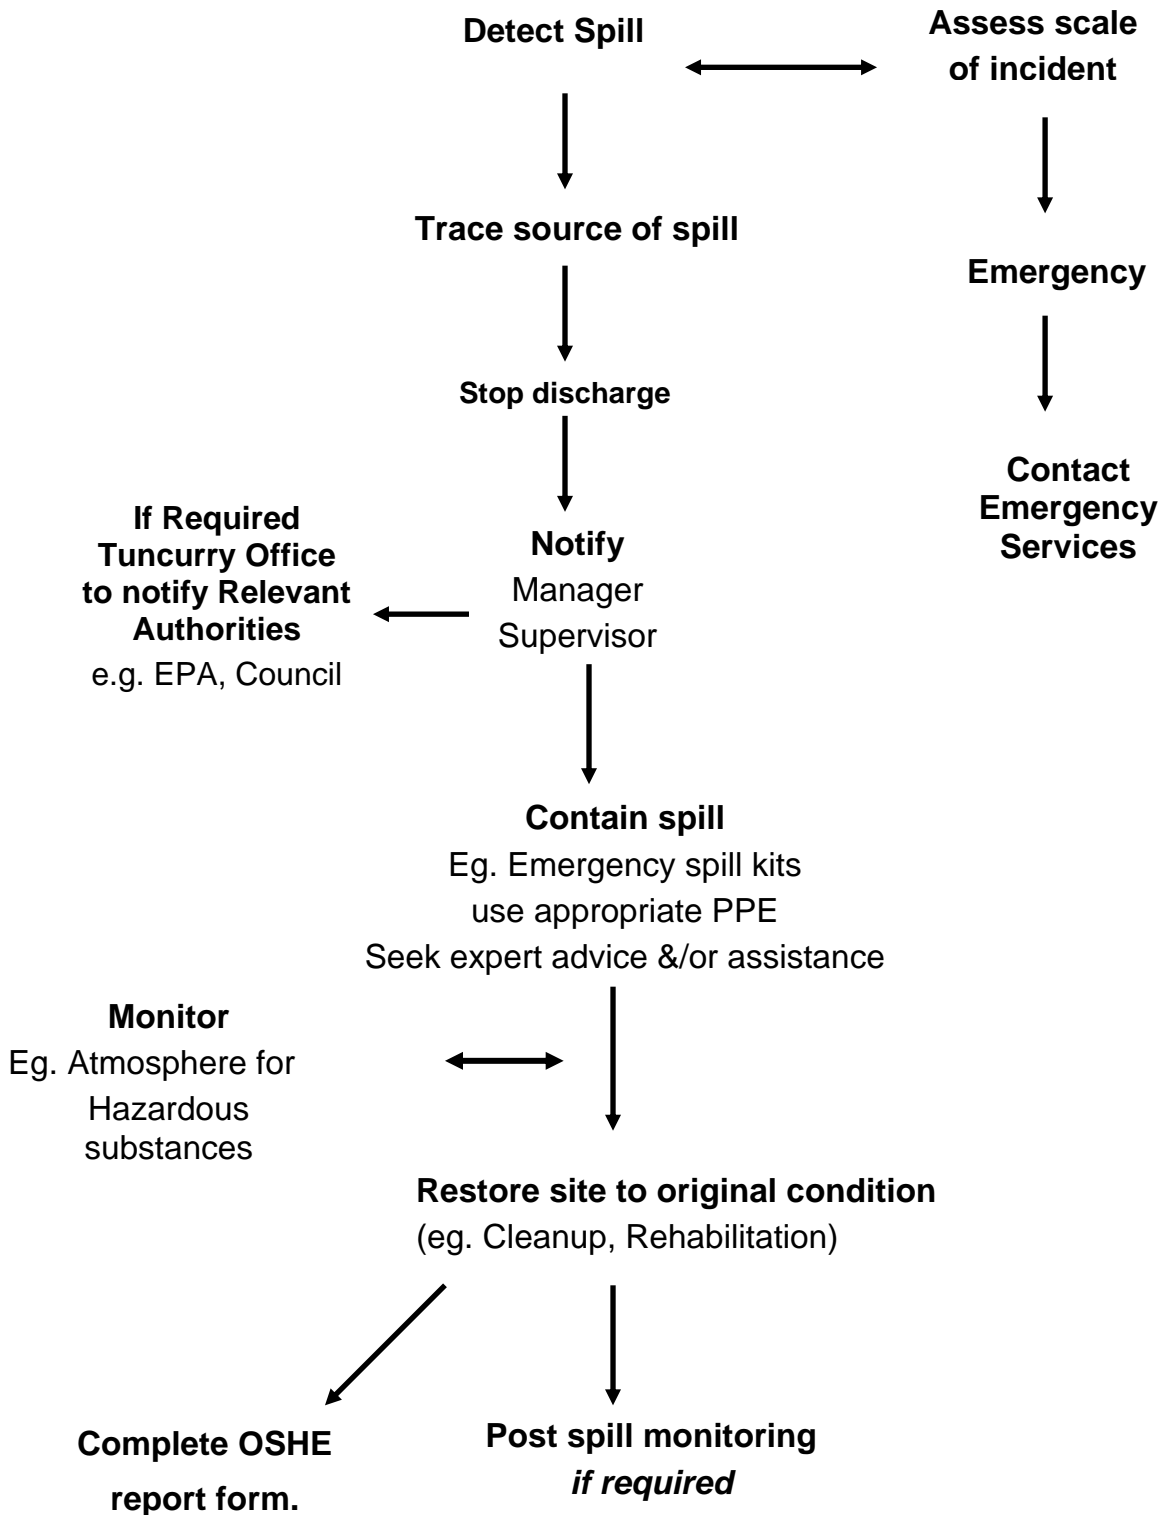 Detect Spill
Assess scale
of incident
Trace source of spill
Emergency
Stop discharge
Contact
Emergency
Services
If Required
Tuncurry Office
to notify Relevant
Authorities
e.g. EPA, Council
Notify
Manager
Supervisor
Contain spill
Eg. Emergency spill kits
use appropriate PPE
Seek expert advice &/or assistance
Monitor
Eg. Atmosphere for
Hazardous
substances
Restore site to original condition
(eg. Cleanup, Rehabilitation)
Complete OSHE
report form.
Post spill monitoring
if required